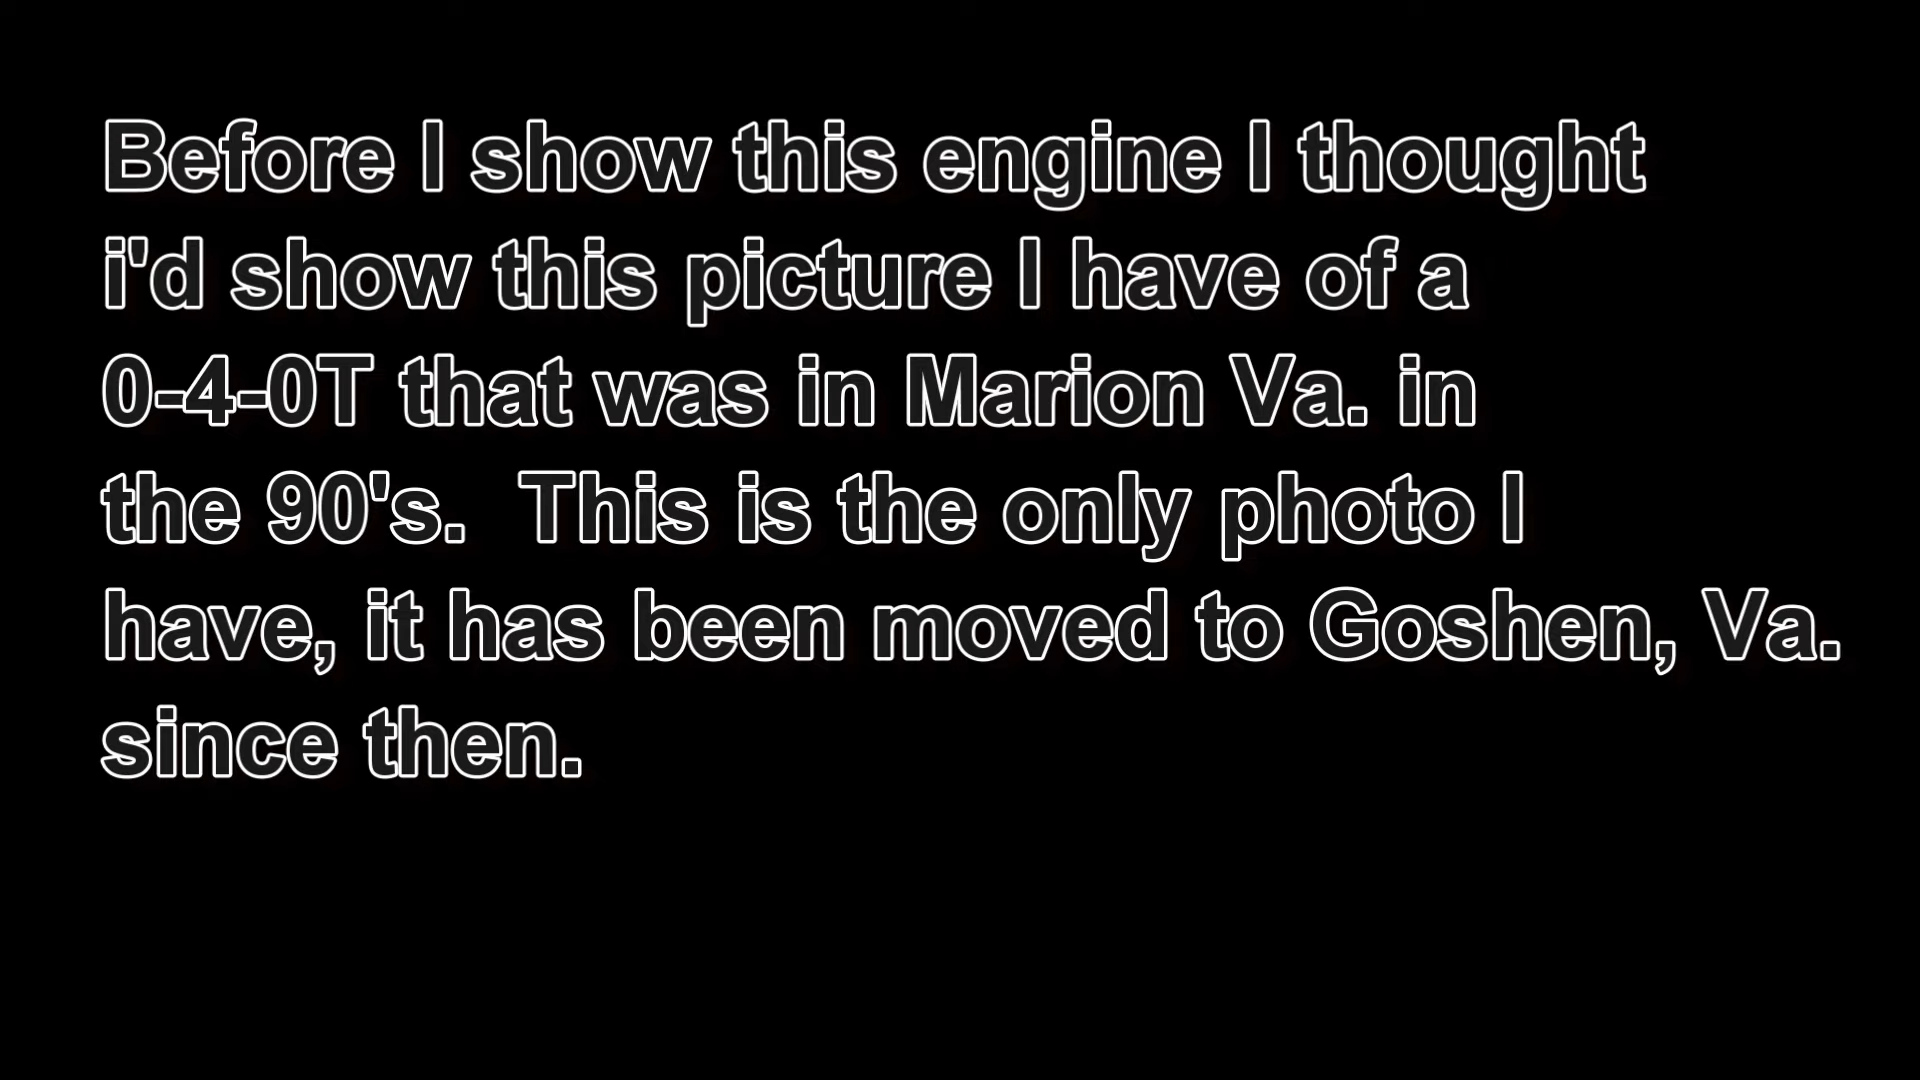 Before I show this engine I thought
i'd show this picture I have of a
0-4-0T that was in Marion Va. in
the 90's.  This is the only photo I
have, it has been moved to Goshen, Va.
since then.